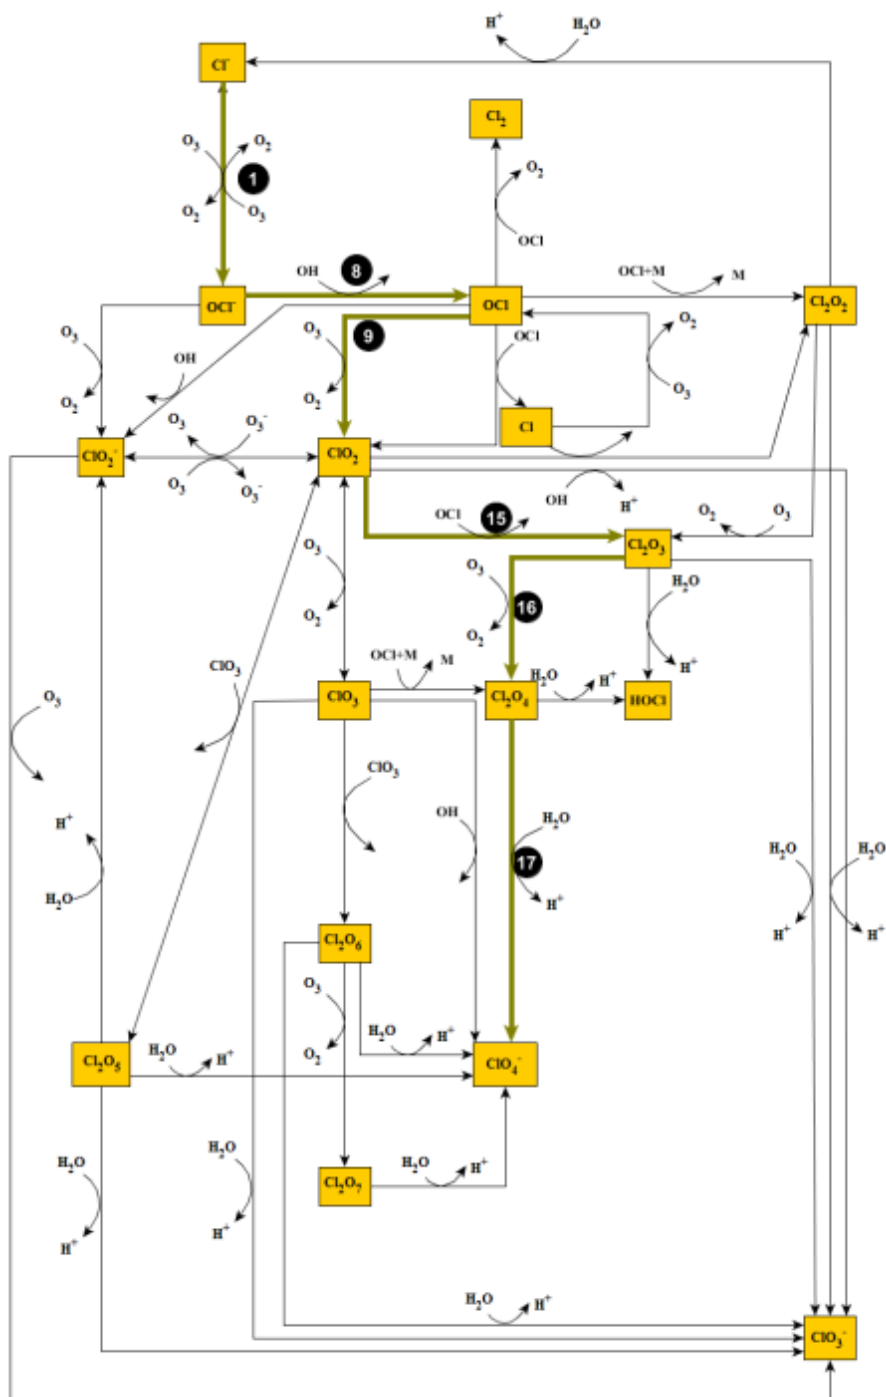 H⁺ H₂O
Cl⁻
Cl₂
O₃ O₂
1
O₂ O₃
O₂
OCl
OH 8
OCl+M M
OCl⁻
OCl
Cl₂O₂
9
O₃
O₃
OCl
O₂
OH
O₂
O₂
O₃
Cl
O₃ O₃⁻
ClO₂⁻
ClO₂
O₃ O₃⁻
OH H⁺
OCl 15
O₂ O₃
Cl₂O₃
O₃
O₃
16
H₂O
O₂
O₂
H⁺
OCl+M M
ClO₃
H₂O H⁺
O₃
ClO₃
Cl₂O₄
HOCl
ClO₃
OH
H₂O
H⁺
17
H₂O
H₂O
H₂O
H⁺
H⁺
H⁺
Cl₂O₆
O₃
H₂O H⁺
O₂
H₂O H⁺
Cl₂O₅
ClO₄⁻
H₂O
H₂O
H₂O H⁺
Cl₂O₇
H⁺
H⁺
H₂O H⁺
ClO₃⁻